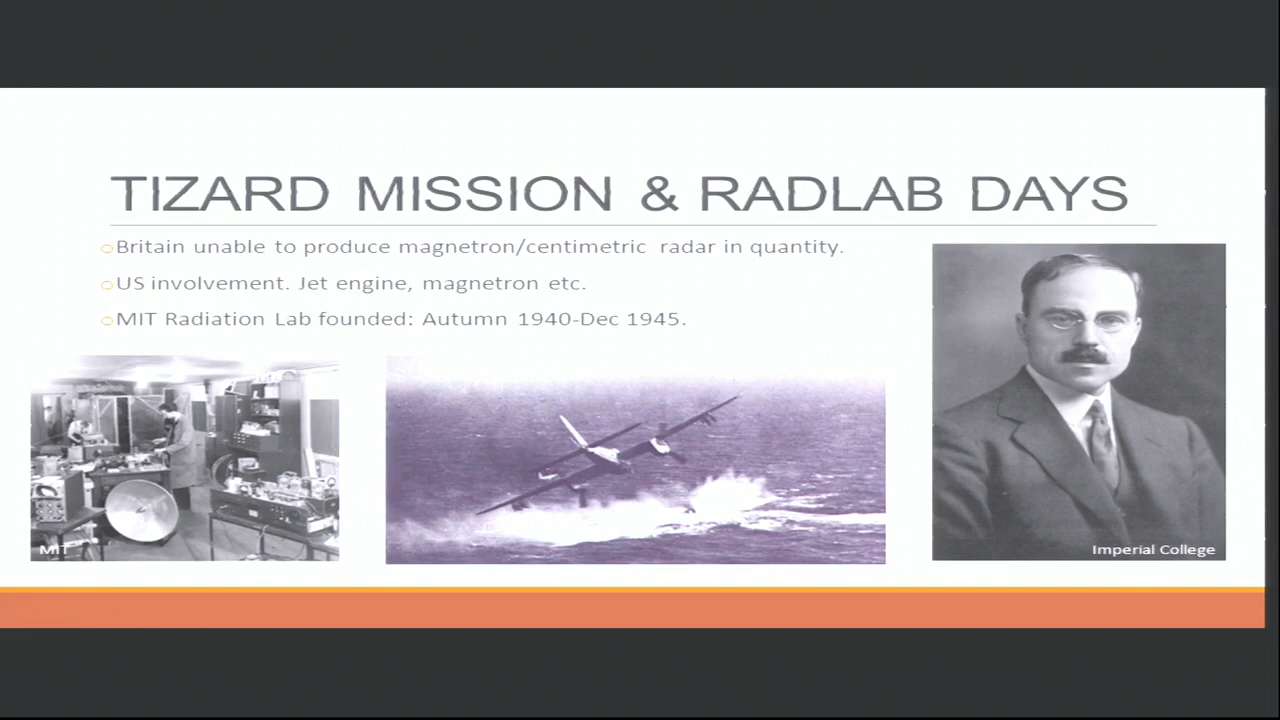 TIZARD MISSION & RADLAB DAYS
Britain unable to produce magnetron/centimetric radar in quantity.
US involvement. Jet engine, magnetron etc.
MIT Radiation Lab founded: Autumn 1940-Dec 1945.
MIT
Imperial College